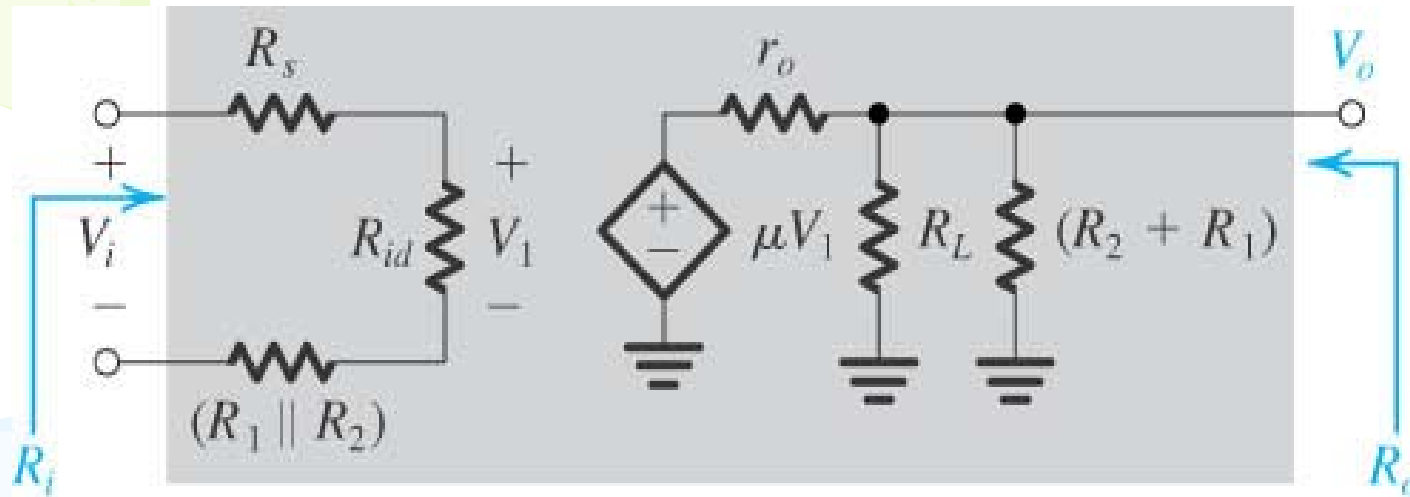 R_s
r_o
V_o
+
V_i
−
R_id
+
V_1
−
+
−
μV_1
R_L
(R_2 + R_1)
(R_1 || R_2)
R_i